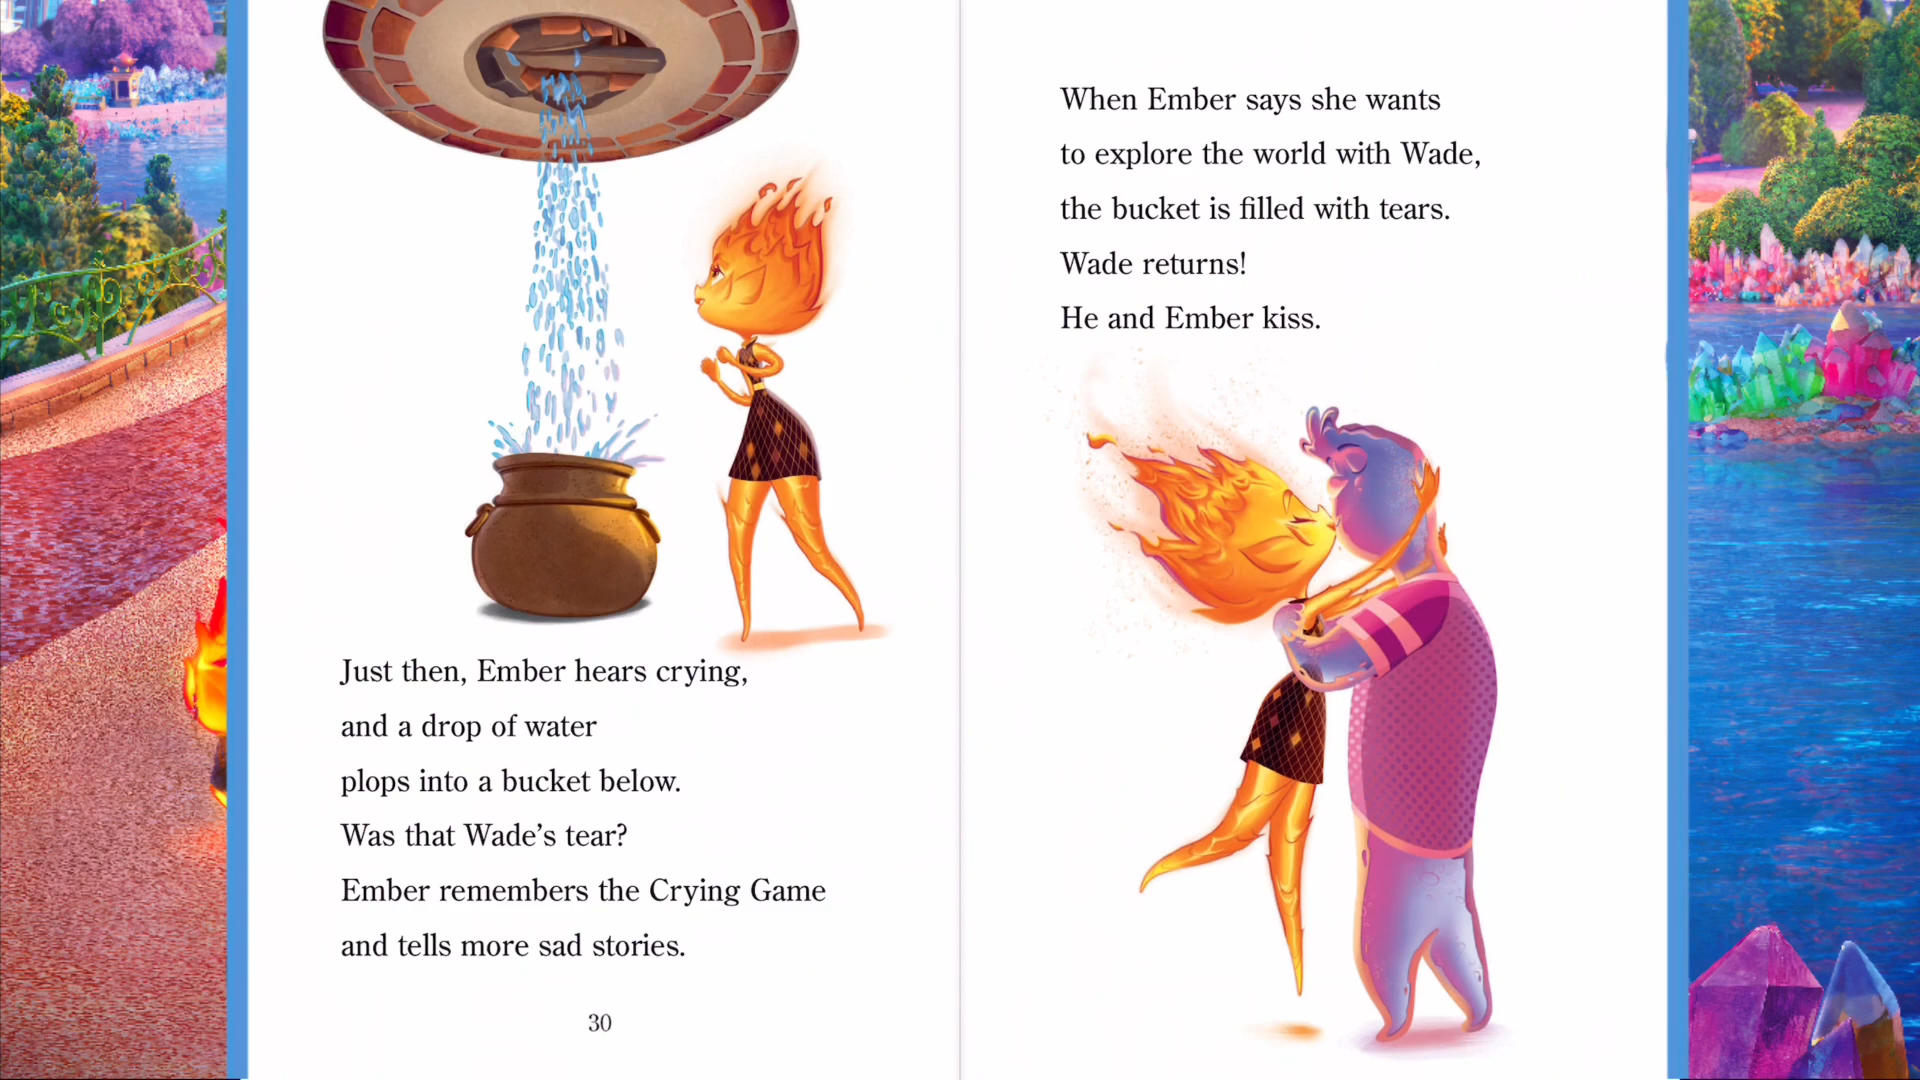 Just then, Ember hears crying,
and a drop of water
plops into a bucket below.
Was that Wade’s tear?
Ember remembers the Crying Game
and tells more sad stories.
30
When Ember says she wants
to explore the world with Wade,
the bucket is filled with tears.
Wade returns!
He and Ember kiss.